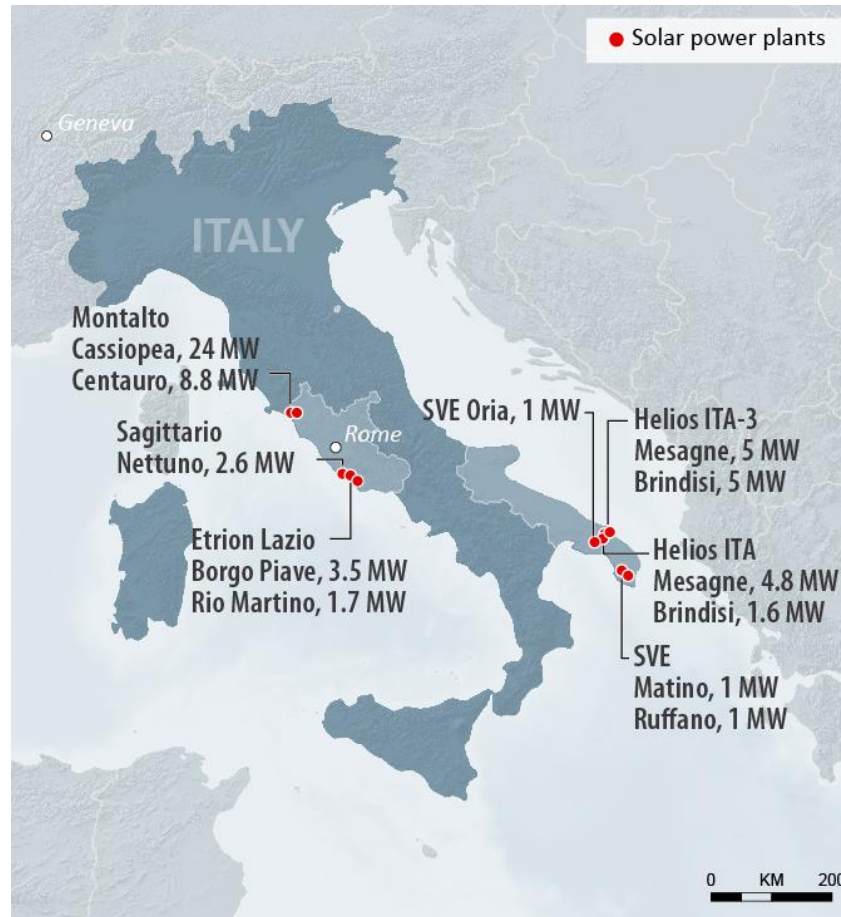 Solar power plants
Geneva
ITALY
Montalto
Cassiopea, 24 MW
Centauro, 8.8 MW
Sagittario
Nettuno, 2.6 MW
Rome
Etrion Lazio
Borgo Piave, 3.5 MW
Rio Martino, 1.7 MW
SVE Oria, 1 MW
Helios ITA-3
Mesagne, 5 MW
Brindisi, 5 MW
Helios ITA
Mesagne, 4.8 MW
Brindisi, 1.6 MW
SVE
Matino, 1 MW
Ruffano, 1 MW
0 KM 200